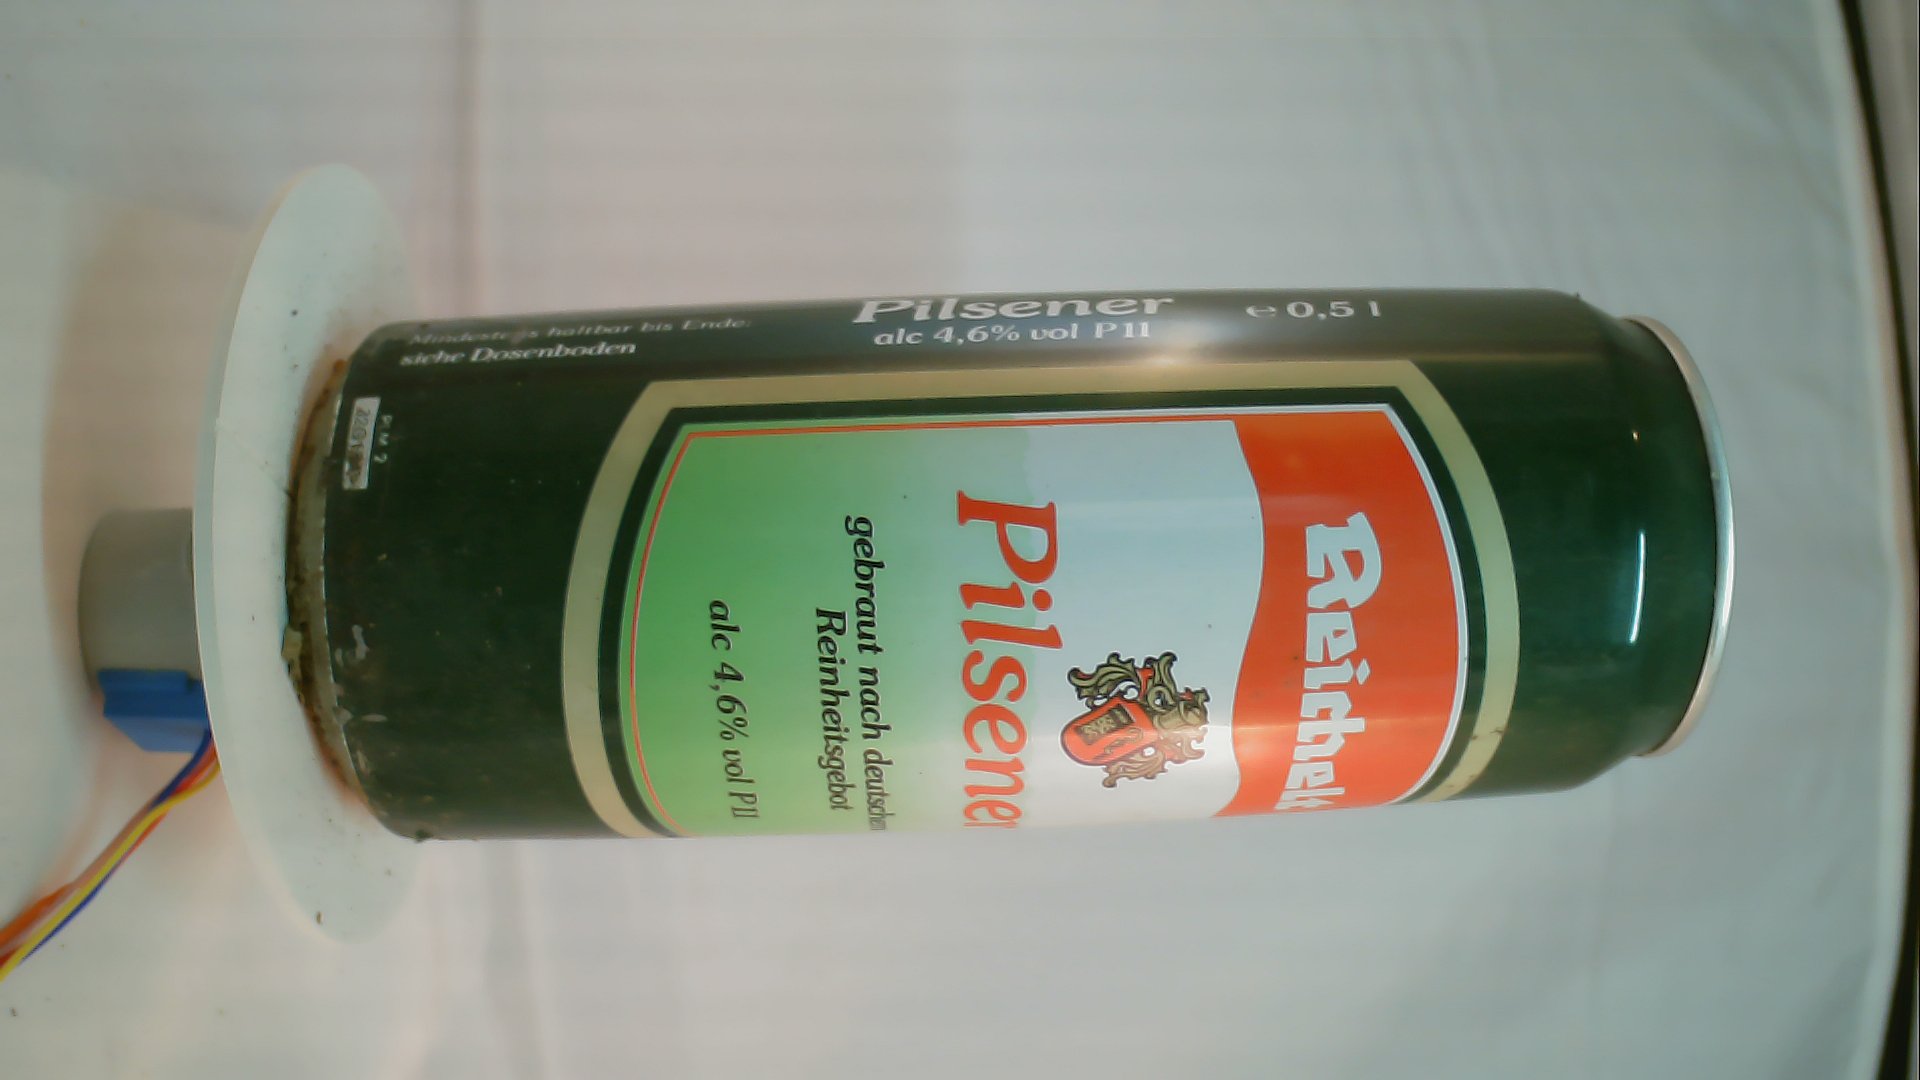 Reichelt
Pilsener
gebraut nach deutschem
Reinheitsgebot
alc 4,6% vol P11
Pilsener
alc 4,6% vol P11
e 0,5 l
Mindestens haltbar bis Ende:
siehe Dosenboden